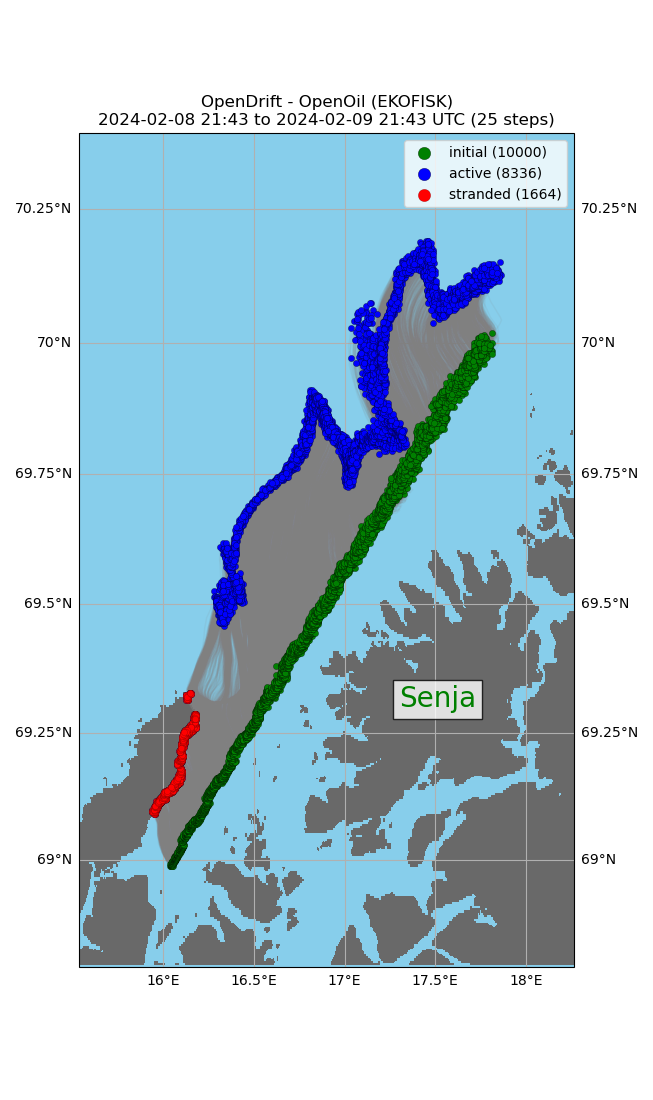 OpenDrift - OpenOil (EKOFISK)
2024-02-08 21:43 to 2024-02-09 21:43 UTC (25 steps)
initial (10000)
active (8336)
stranded (1664)
70.25°N 70.25°N
70°N 70°N
69.75°N 69.75°N
69.5°N 69.5°N
Senja
69.25°N 69.25°N
69°N 69°N
16°E 16.5°E 17°E 17.5°E 18°E